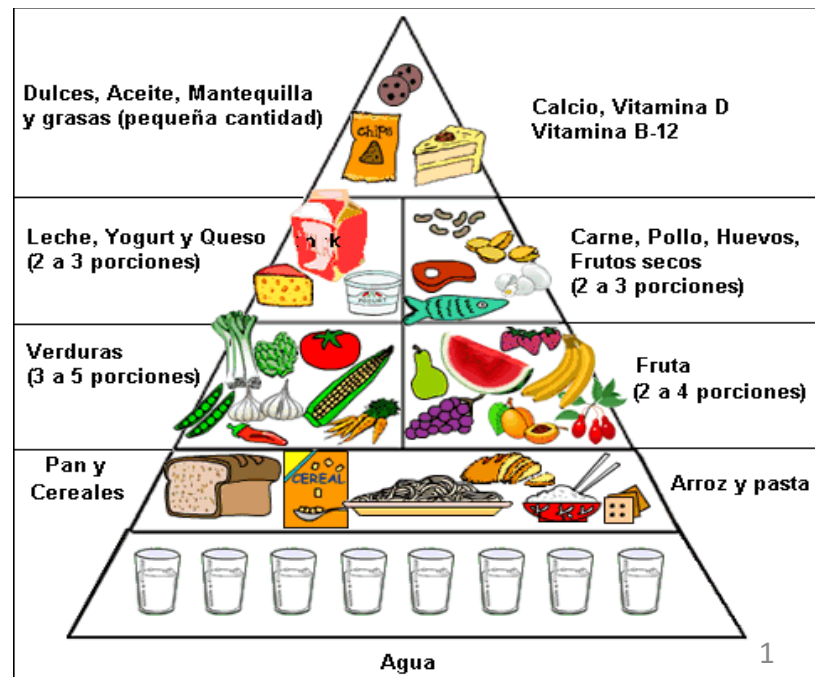 Dulces, Aceite, Mantequilla
y grasas (pequeña cantidad)
Calcio, Vitamina D
Vitamina B-12
chips
Leche, Yogurt y Queso
(2 a 3 porciones)
YOGURT
Carne, Pollo, Huevos,
Frutos secos
(2 a 3 porciones)
Verduras
(3 a 5 porciones)
Fruta
(2 a 4 porciones)
Pan y
Cereales
CEREAL
Arroz y pasta
Agua
1